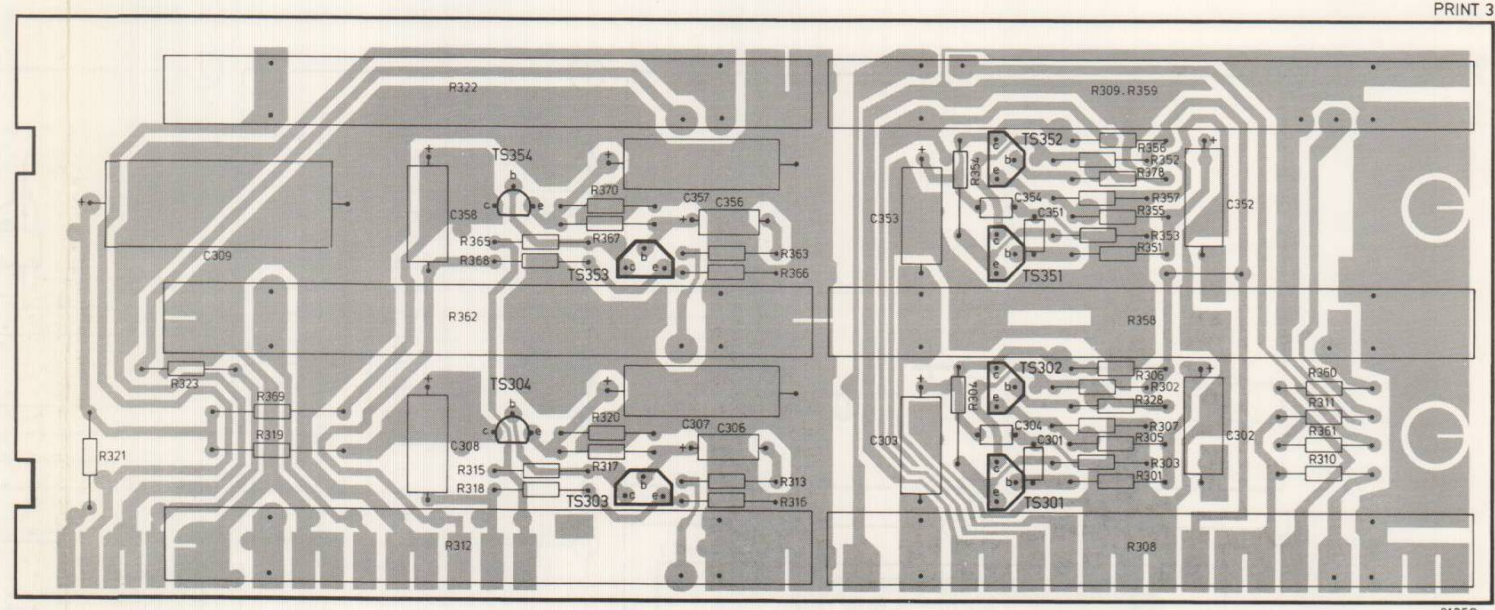 PRINT 3
R322
R309.R359
TS354
TS352
c
b
e
R356
R352
R378
R354
+
+
+
+
b
c
e
R370
C357
C356
+
C358
C309
R365
R367
R368
TS353
b
c
e
R363
R366
C353
C354
C351
R357
R355
R353
R351
C352
e
b
c
TS351
R362
R358
R323
TS304
TS302
c
b
e
R306
R302
R328
R304
R360
R369
R311
R319
R361
R321
R310
+
+
+
+
b
c
e
R320
C307
C306
+
C308
R315
R317
R318
TS303
b
c
e
R313
R316
C303
C304
C301
R307
R305
R303
R301
C302
e
b
c
TS301
R312
R308